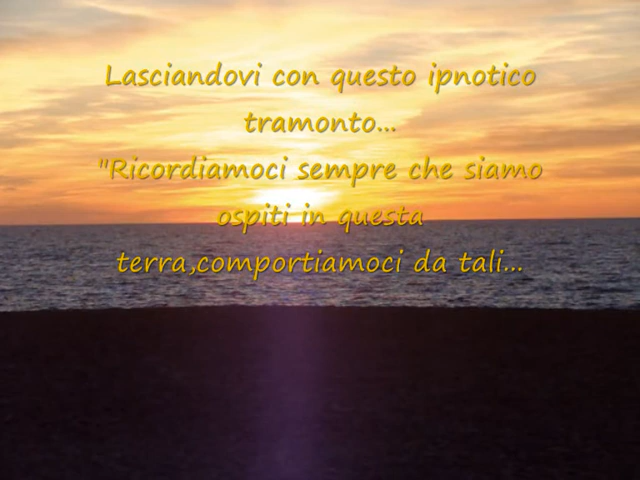 Lasciandovi con questo ipnotico
tramonto...
"Ricordiamoci sempre che siamo
ospiti in questa
terra,comportiamoci da tali...